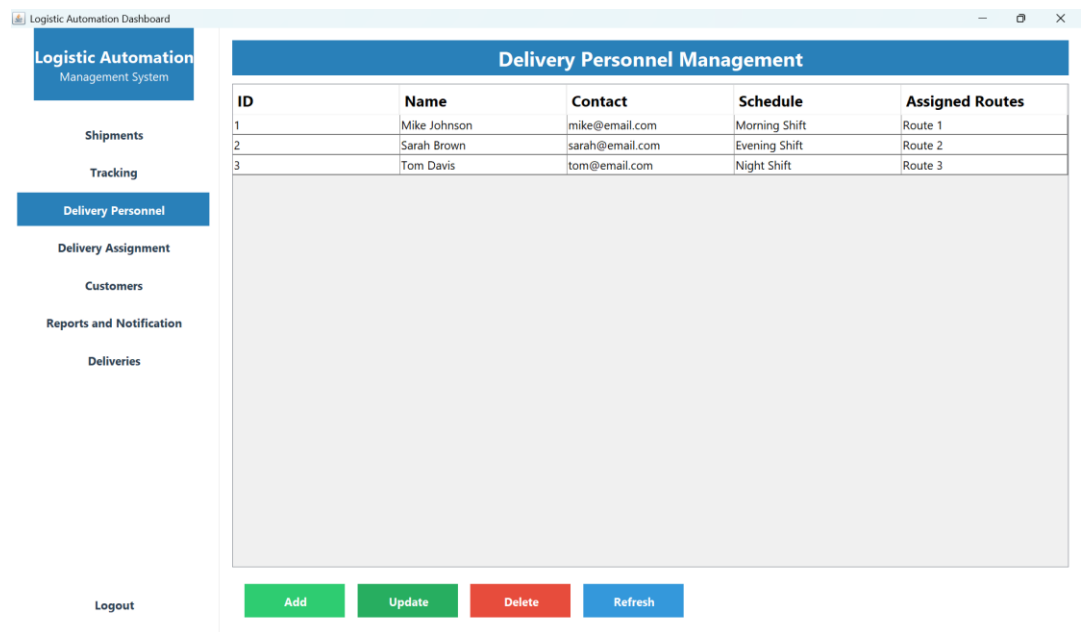 Logistic Automation Dashboard
Logistic Automation
Management System
Shipments
Tracking
Delivery Personnel
Delivery Assignment
Customers
Reports and Notification
Deliveries
Logout
Delivery Personnel Management
ID Name Contact Schedule Assigned Routes
1 Mike Johnson mike@email.com Morning Shift Route 1
2 Sarah Brown sarah@email.com Evening Shift Route 2
3 Tom Davis tom@email.com Night Shift Route 3
Add Update Delete Refresh